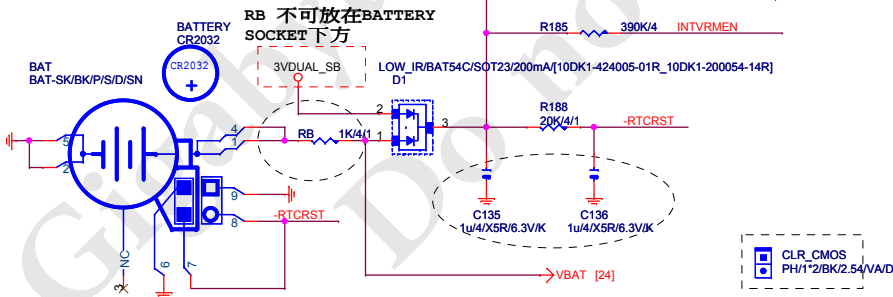 RB 不可放在BATTERY
SOCKET下方
BATTERY
CR2032
CR2032
+
BAT
BAT-SK/BK/P/S/D/SN
3VDUAL_SB
LOW_IR/BAT54C/SOT23/200mA/[10DK1-424005-01R_10DK1-200054-14R]
D1
R185
390K/4
INTVRMEN
R188
20K/4/1
-RTCRST
2
1
3
RB
1K/4/1
4
1
5
2
9
8
-RTCRST
C135
1u/4/X5R/6.3V/K
C136
1u/4/X5R/6.3V/K
NC
3
6
7
VBAT [24]
CLR_CMOS
PH/1*2/BK/2.54/VA/D
Gigaby
Do no